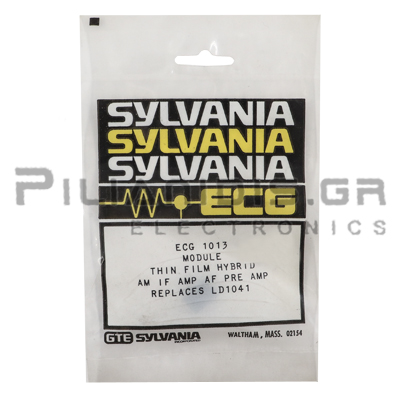 SYLVANIA
SYLVANIA
SYLVANIA
ECG
ELECTRONICS
ECG 1013
MODULE
THIN FILM HYBRID
AM IF AMP AF PRE AMP
REPLACES LD1041
GTE SYLVANIA
WALTHAM, MASS. 02154